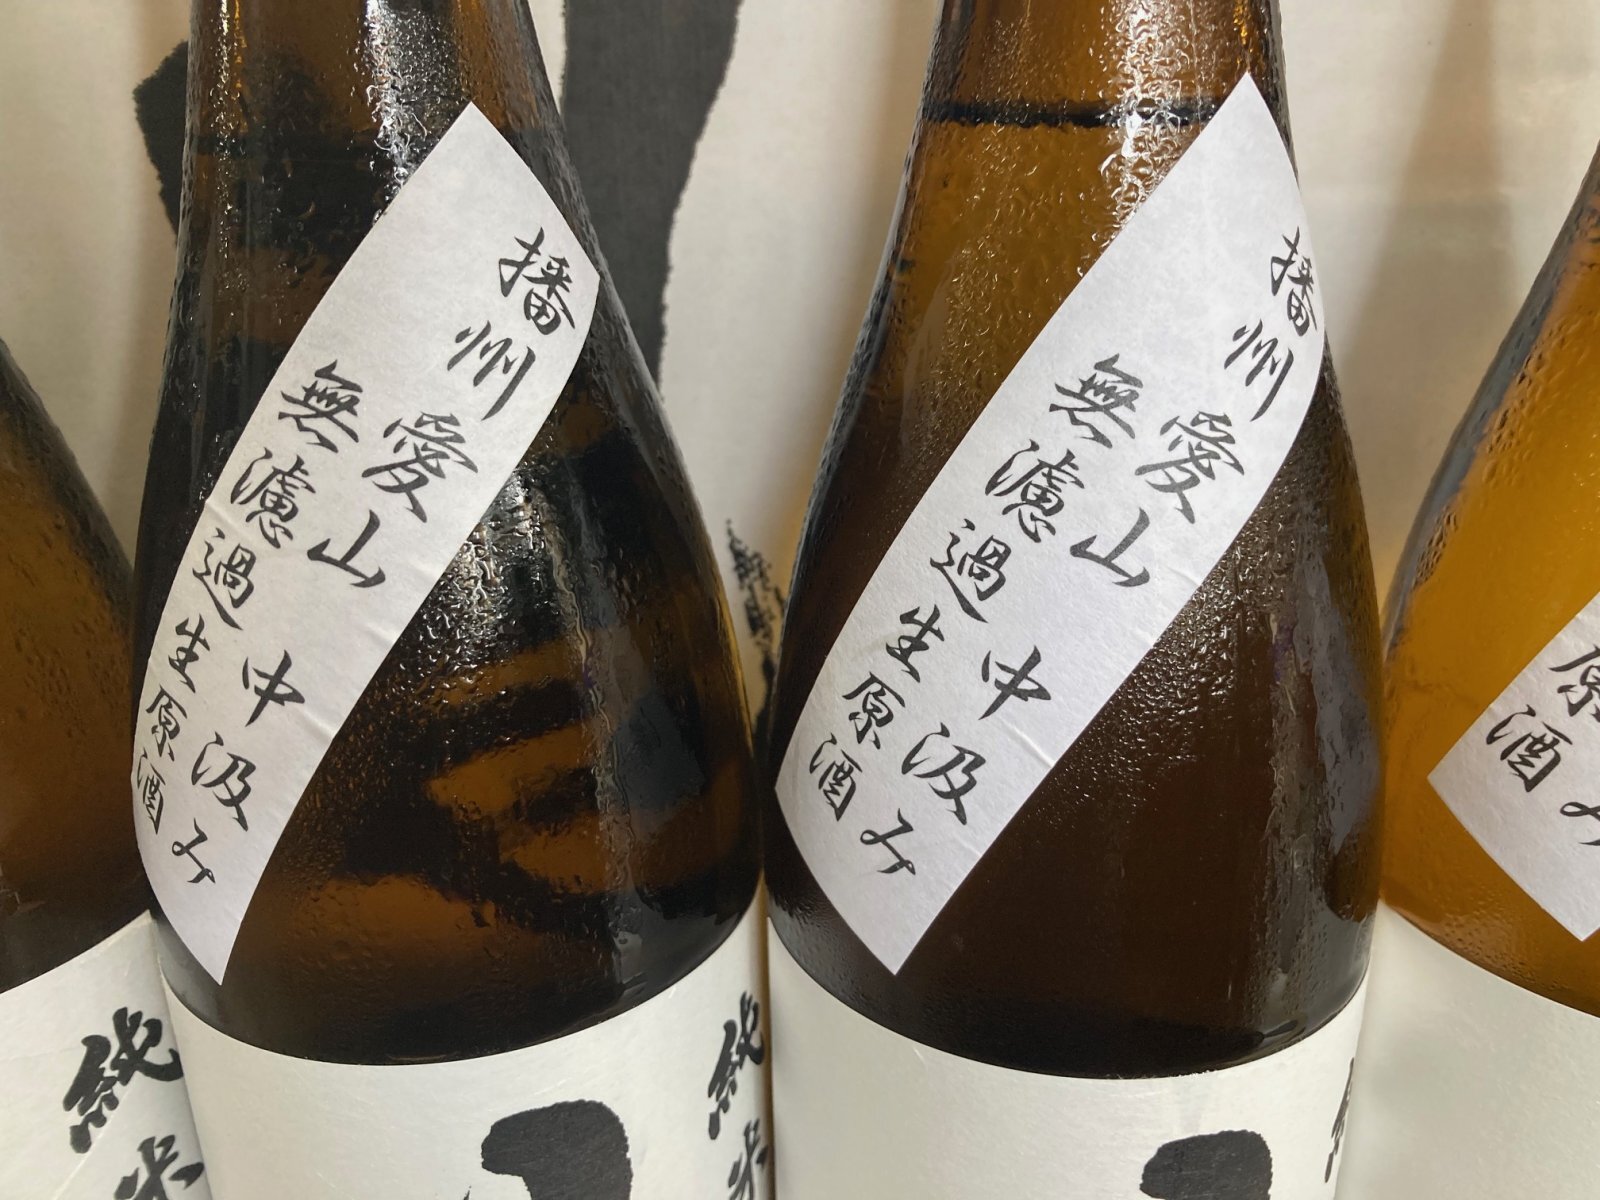 純米
播州愛山 中汲み
無濾過生原酒
純米
播州愛山 中汲み
無濾過生原酒
み
原酒